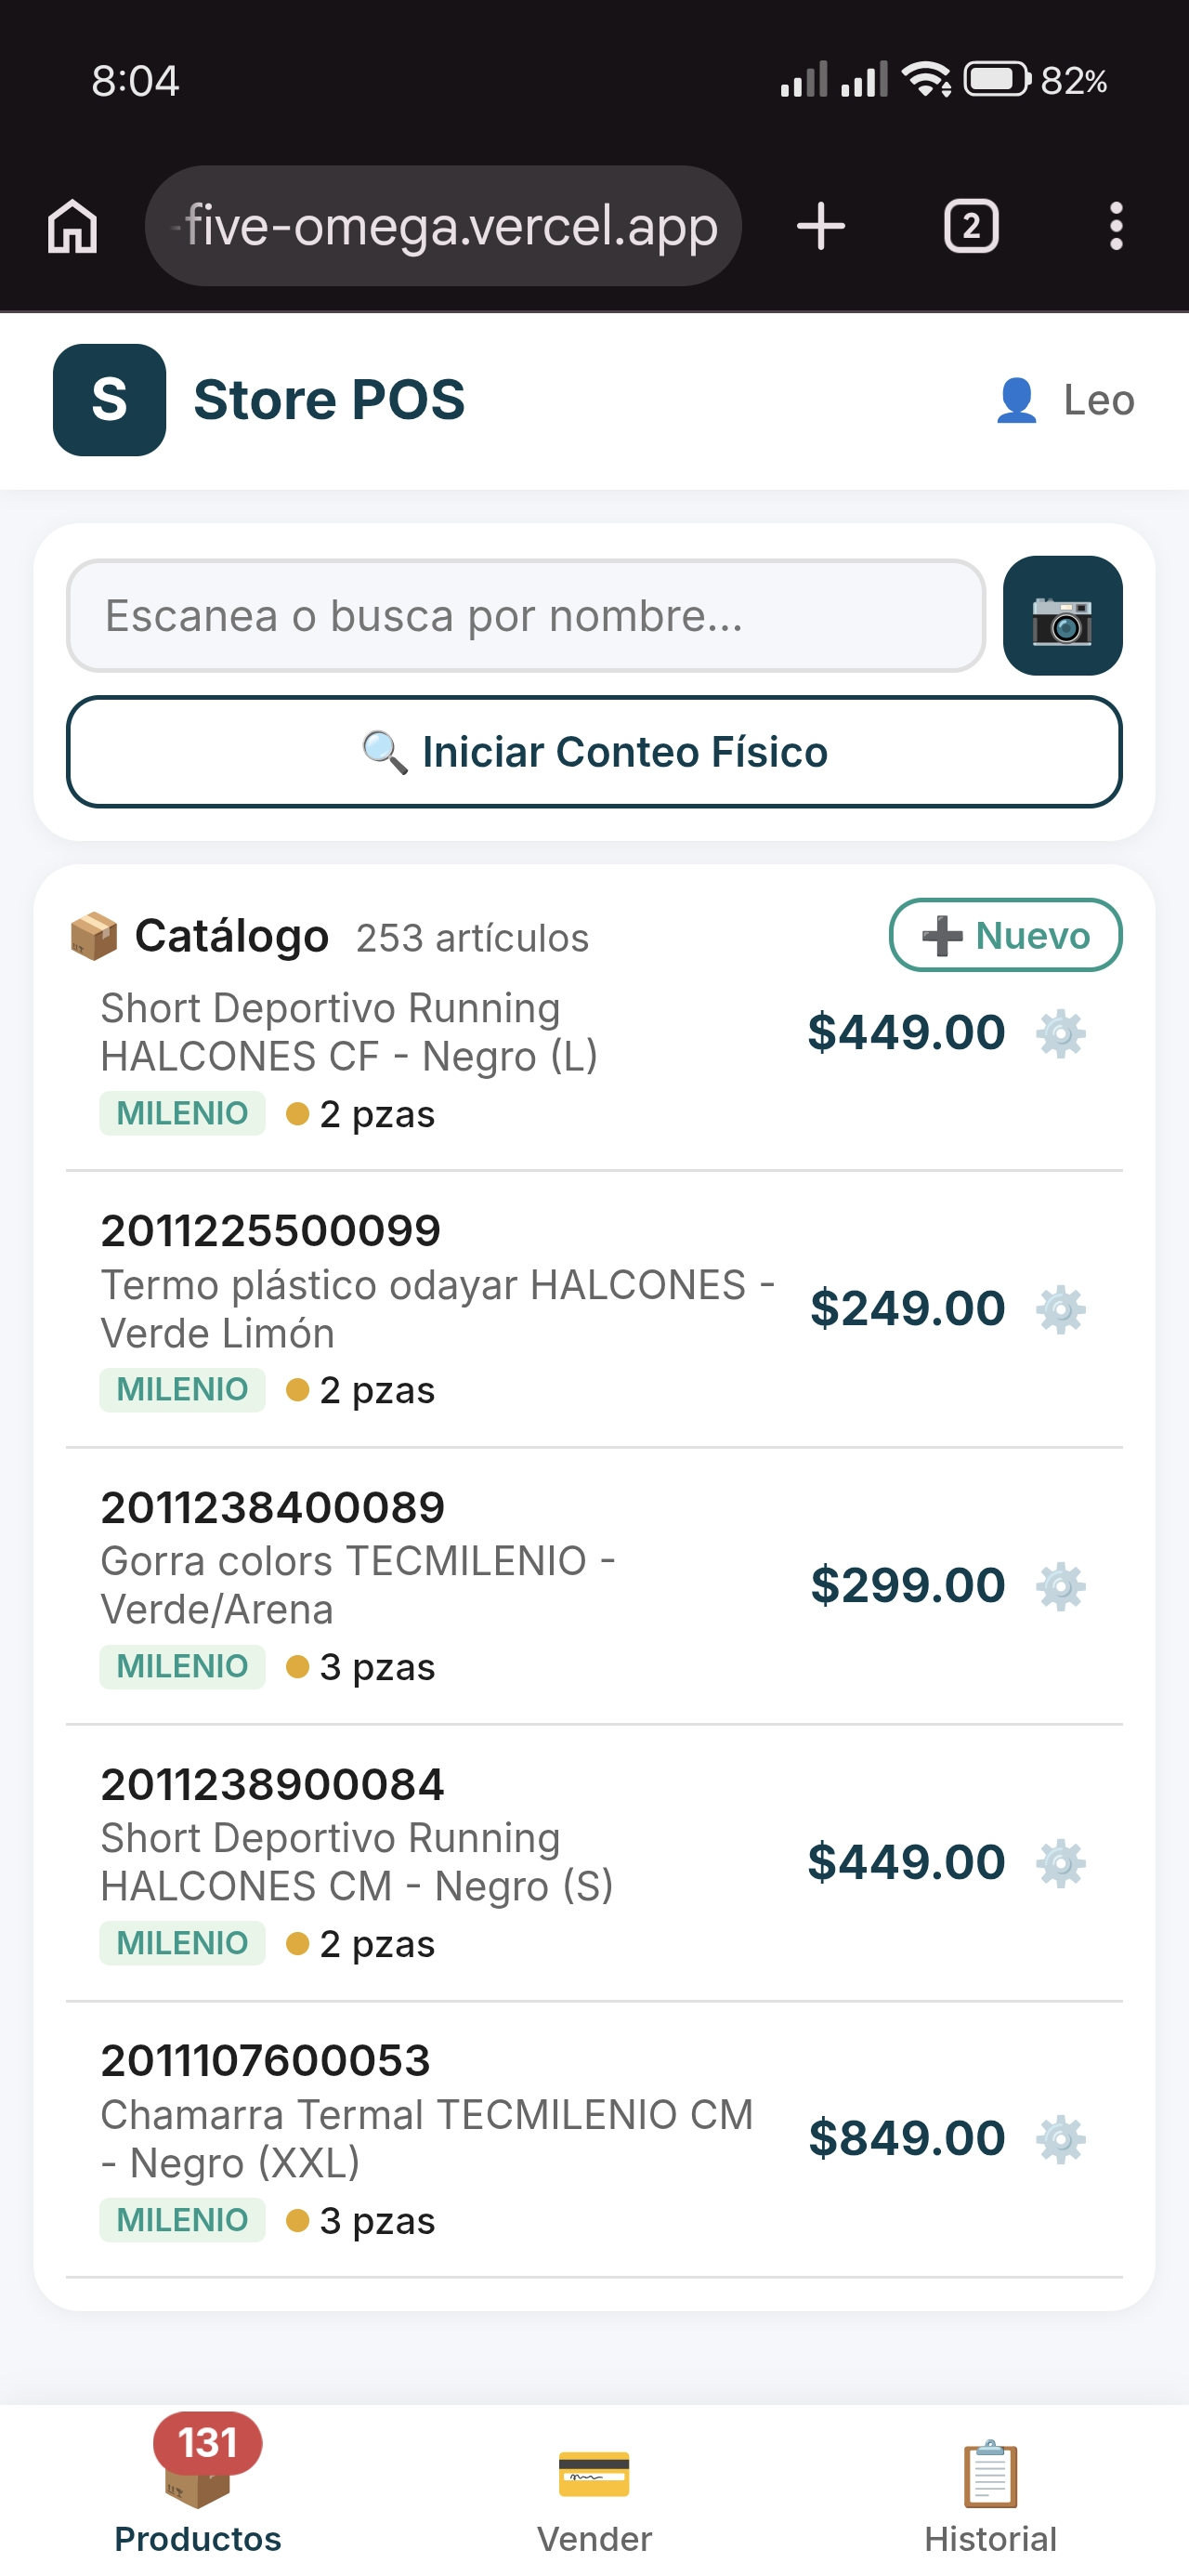 8:04
82%
-five-omega.vercel.app
2
S
Store POS
Leo
Escanea o busca por nombre...
Iniciar Conteo Físico
Catálogo 253 artículos
Nuevo
Short Deportivo Running
HALCONES CF - Negro (L)
$449.00
MILENIO 2 pzas
2011225500099
Termo plástico odayar HALCONES -
Verde Limón
$249.00
MILENIO 2 pzas
2011238400089
Gorra colors TECMILENIO -
Verde/Arena
$299.00
MILENIO 3 pzas
2011238900084
Short Deportivo Running
HALCONES CM - Negro (S)
$449.00
MILENIO 2 pzas
2011107600053
Chamarra Termal TECMILENIO CM
- Negro (XXL)
$849.00
MILENIO 3 pzas
131
Productos
Vender
Historial